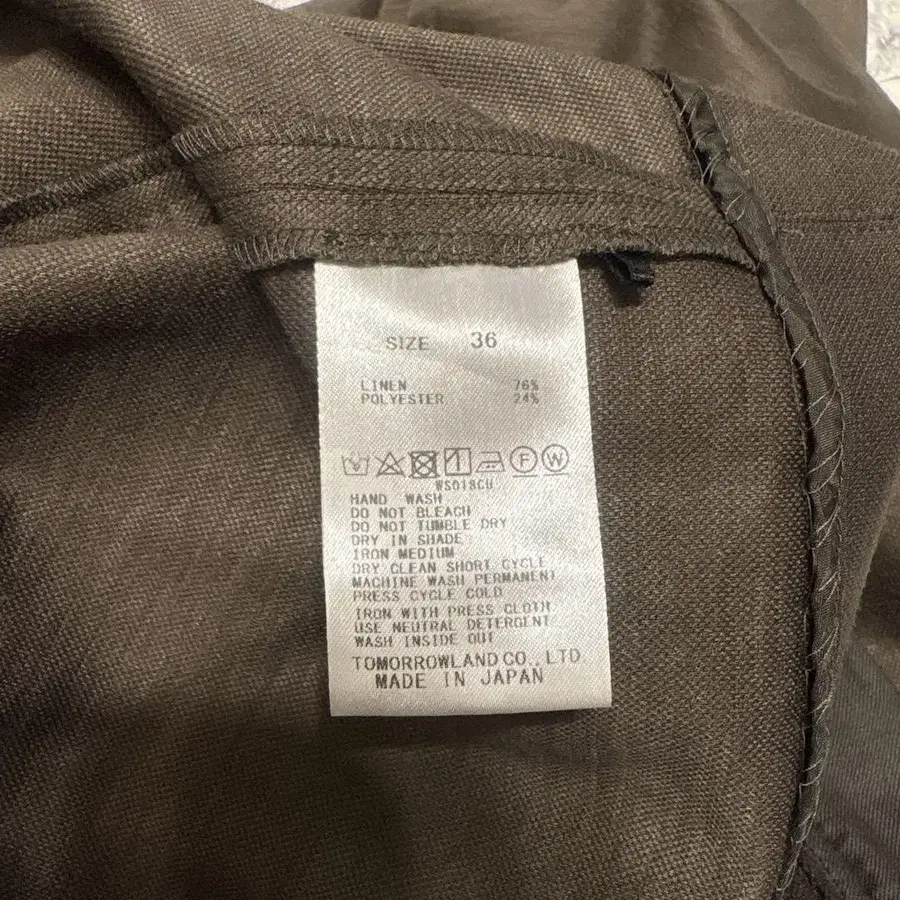 SIZE 36
LINEN 76%
POLYESTER 24%
F W
WS018CU
HAND WASH
DO NOT BLEACH
DO NOT TUMBLE DRY
DRY IN SHADE
IRON MEDIUM
DRY CLEAN SHORT CYCLE
MACHINE WASH PERMANENT
PRESS CYCLE COLD
IRON WITH PRESS CLOTH
USE NEUTRAL DETERGENT
WASH INSIDE OUT
TOMORROWLAND CO., LTD
MADE IN JAPAN